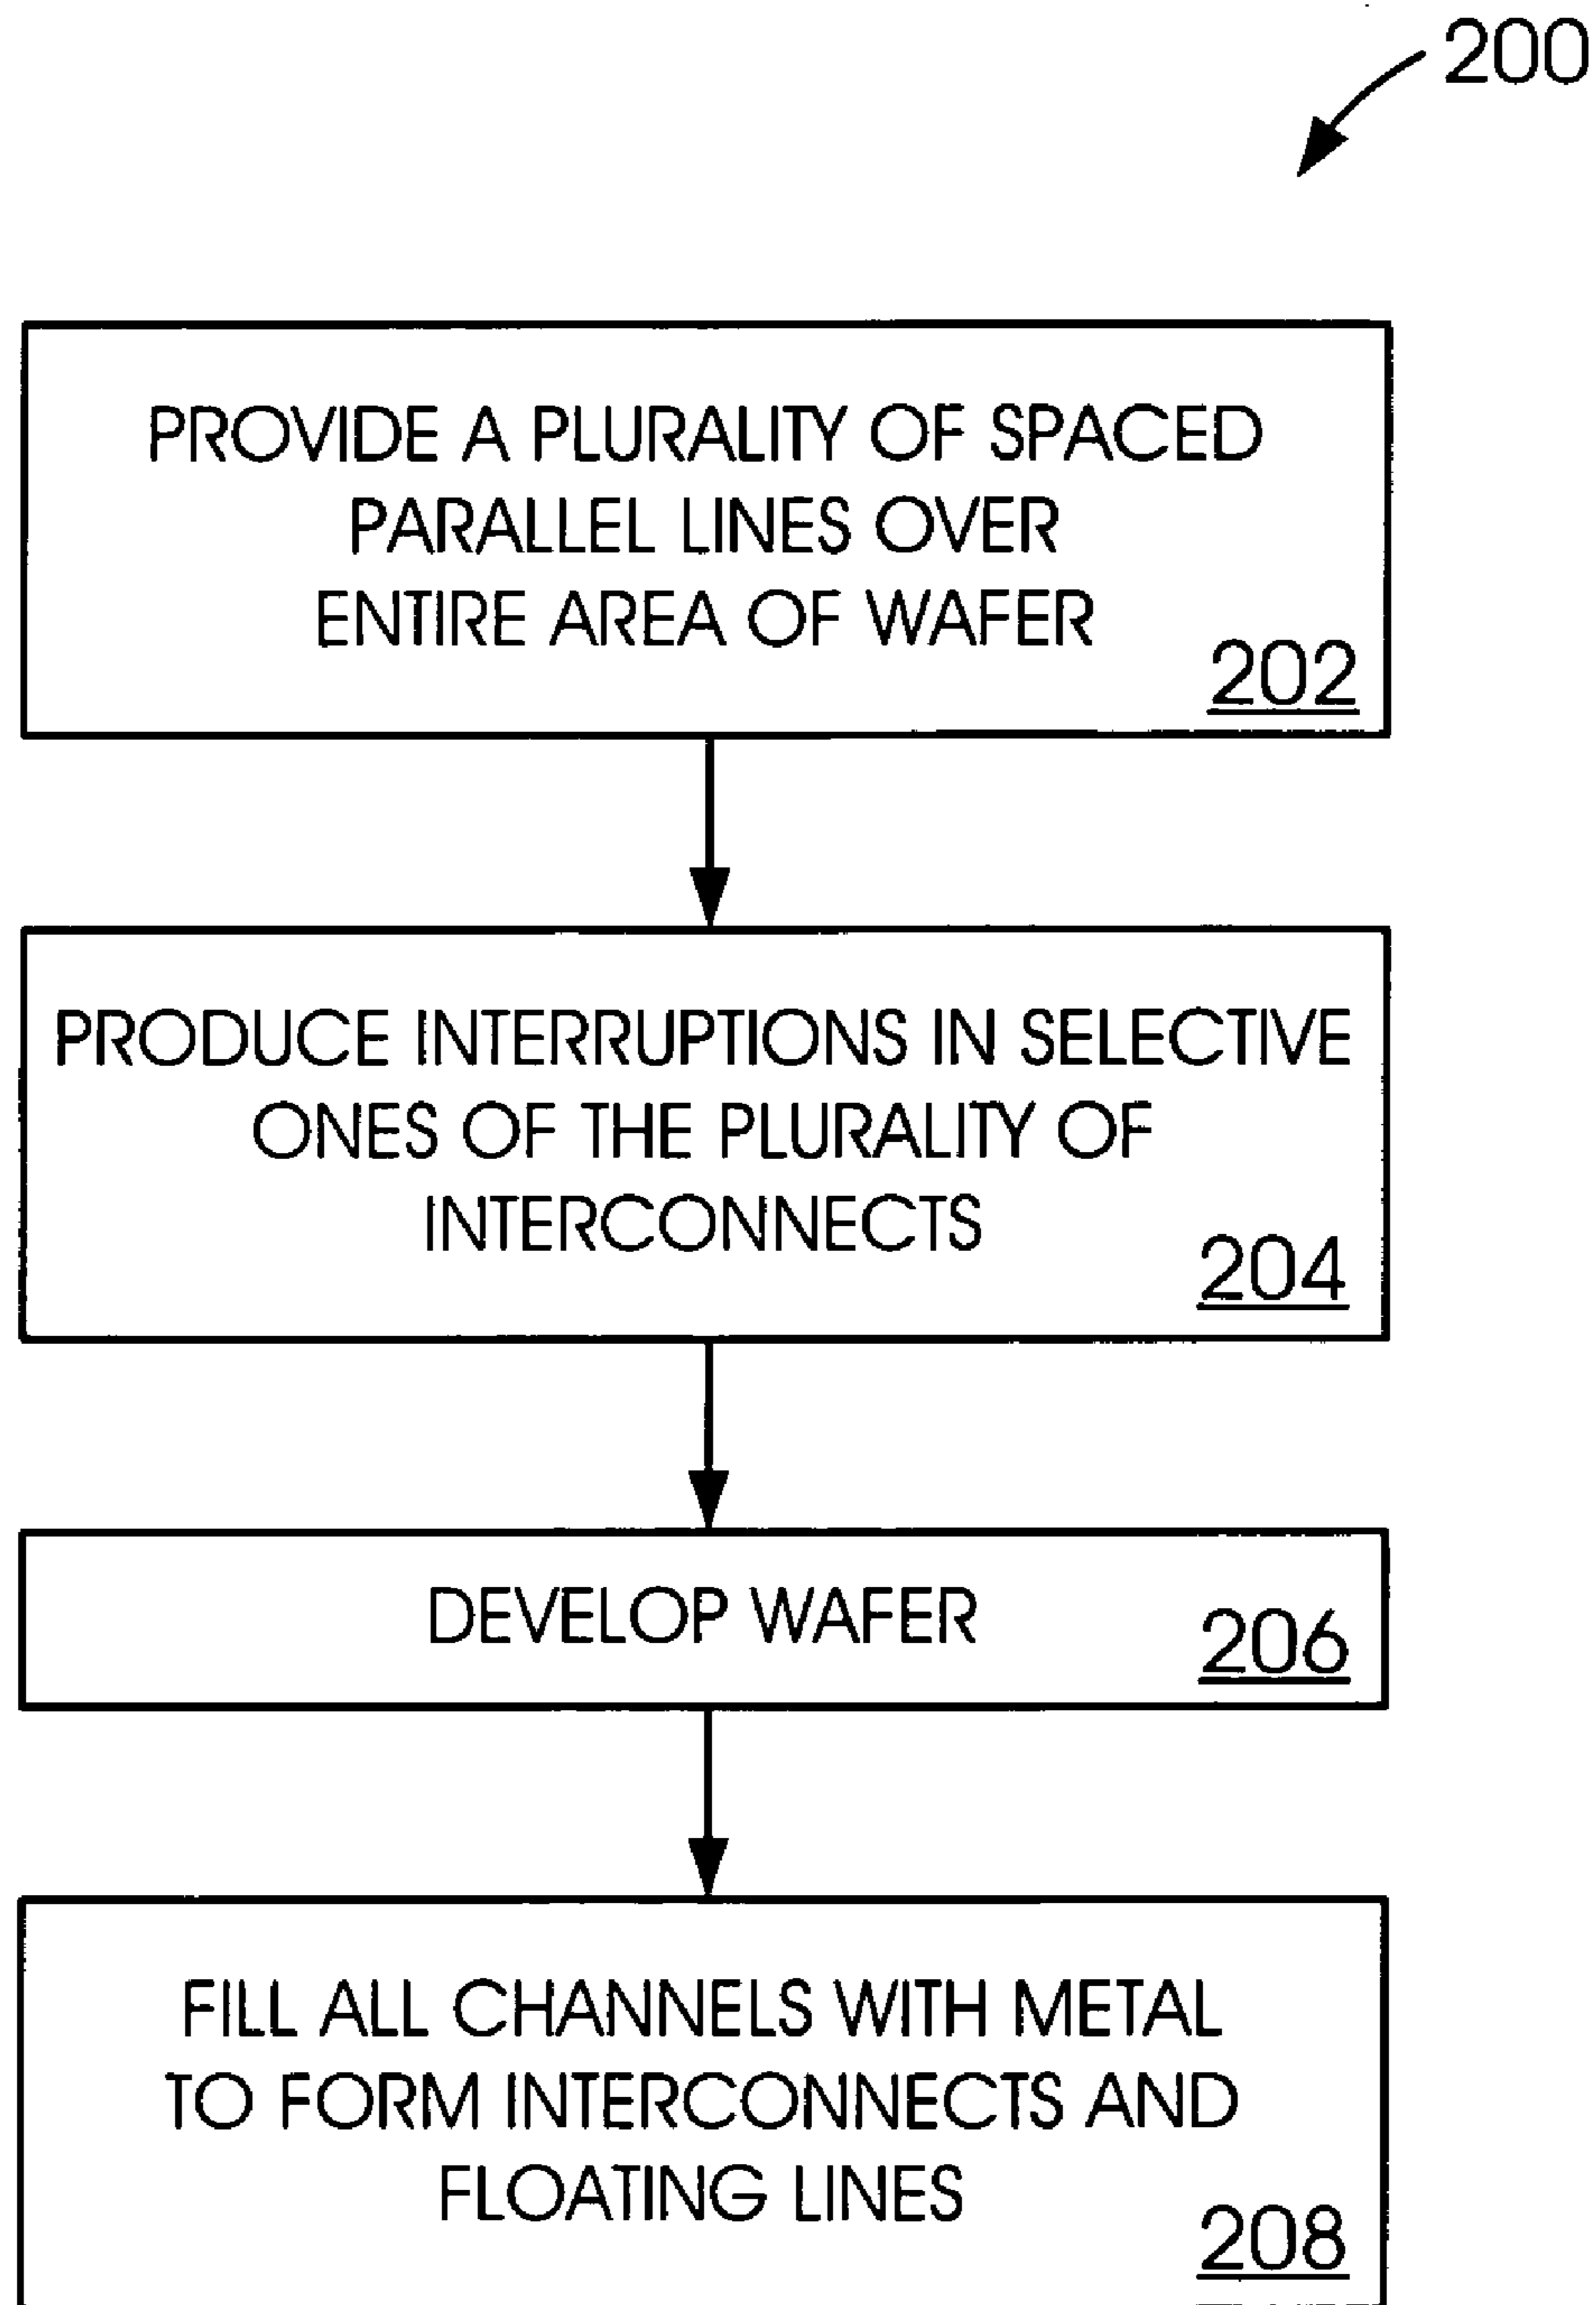 200
PROVIDE A PLURALITY OF SPACED
PARALLEL LINES OVER
ENTIRE AREA OF WAFER
202
PRODUCE INTERRUPTIONS IN SELECTIVE
ONES OF THE PLURALITY OF
INTERCONNECTS
204
DEVELOP WAFER
206
FILL ALL CHANNELS WITH METAL
TO FORM INTERCONNECTS AND
FLOATING LINES
208